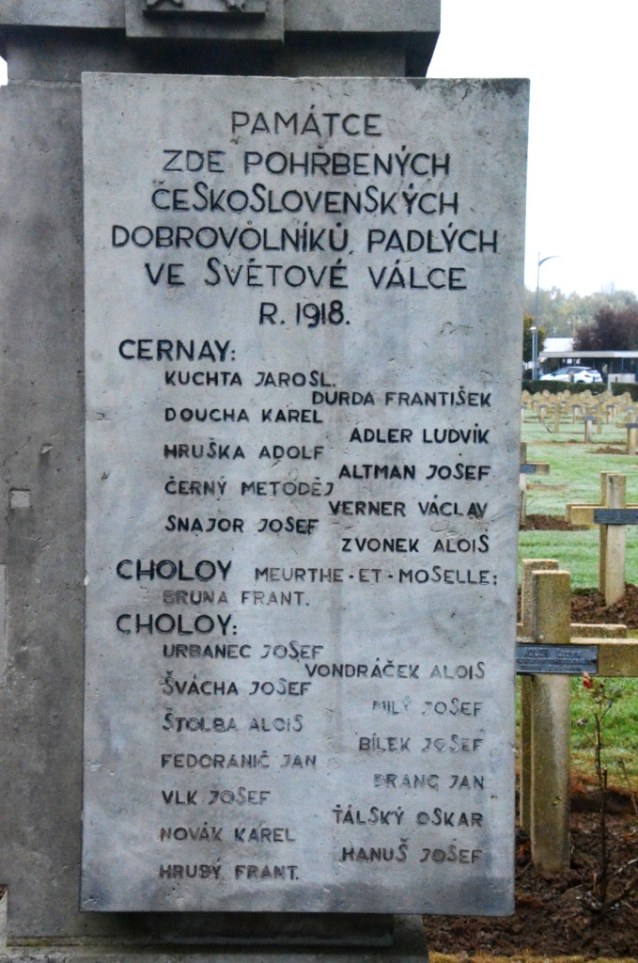 PAMÁTCE
ZDE POHŘBENÝCH
ČESKOSLOVENSKÝCH
DOBROVOLNÍKŮ PADLÝCH
VE SVĚTOVÉ VÁLCE
R. 1918.
CERNAY:
KUCHTA JAROSL.
DURDA FRANTIŠEK
DOUCHA KAREL
ADLER LUDVÍK
HRUŠKA ADOLF
ALTMAN JOSEF
ČERNÝ METODĚJ
VERNER VÁCLAV
SNAJOR JOSEF
ZVONEK ALOIS
CHOLOY MEURTHE-ET-MOSELLE:
BRUNA FRANT.
CHOLOY:
URBANEC JOSEF
VONDRÁČEK ALOIS
ŠVÁCHA JOSEF
MILÝ JOSEF
ŠTOLBA ALOIS
BÍLEK JOSEF
FEDORANIČ JAN
JAN
VLK JOSEF
ŤÁLSKÝ OSKAR
NOVÁK KAREL
HANUŠ JOSEF
HRUBÝ FRANT.